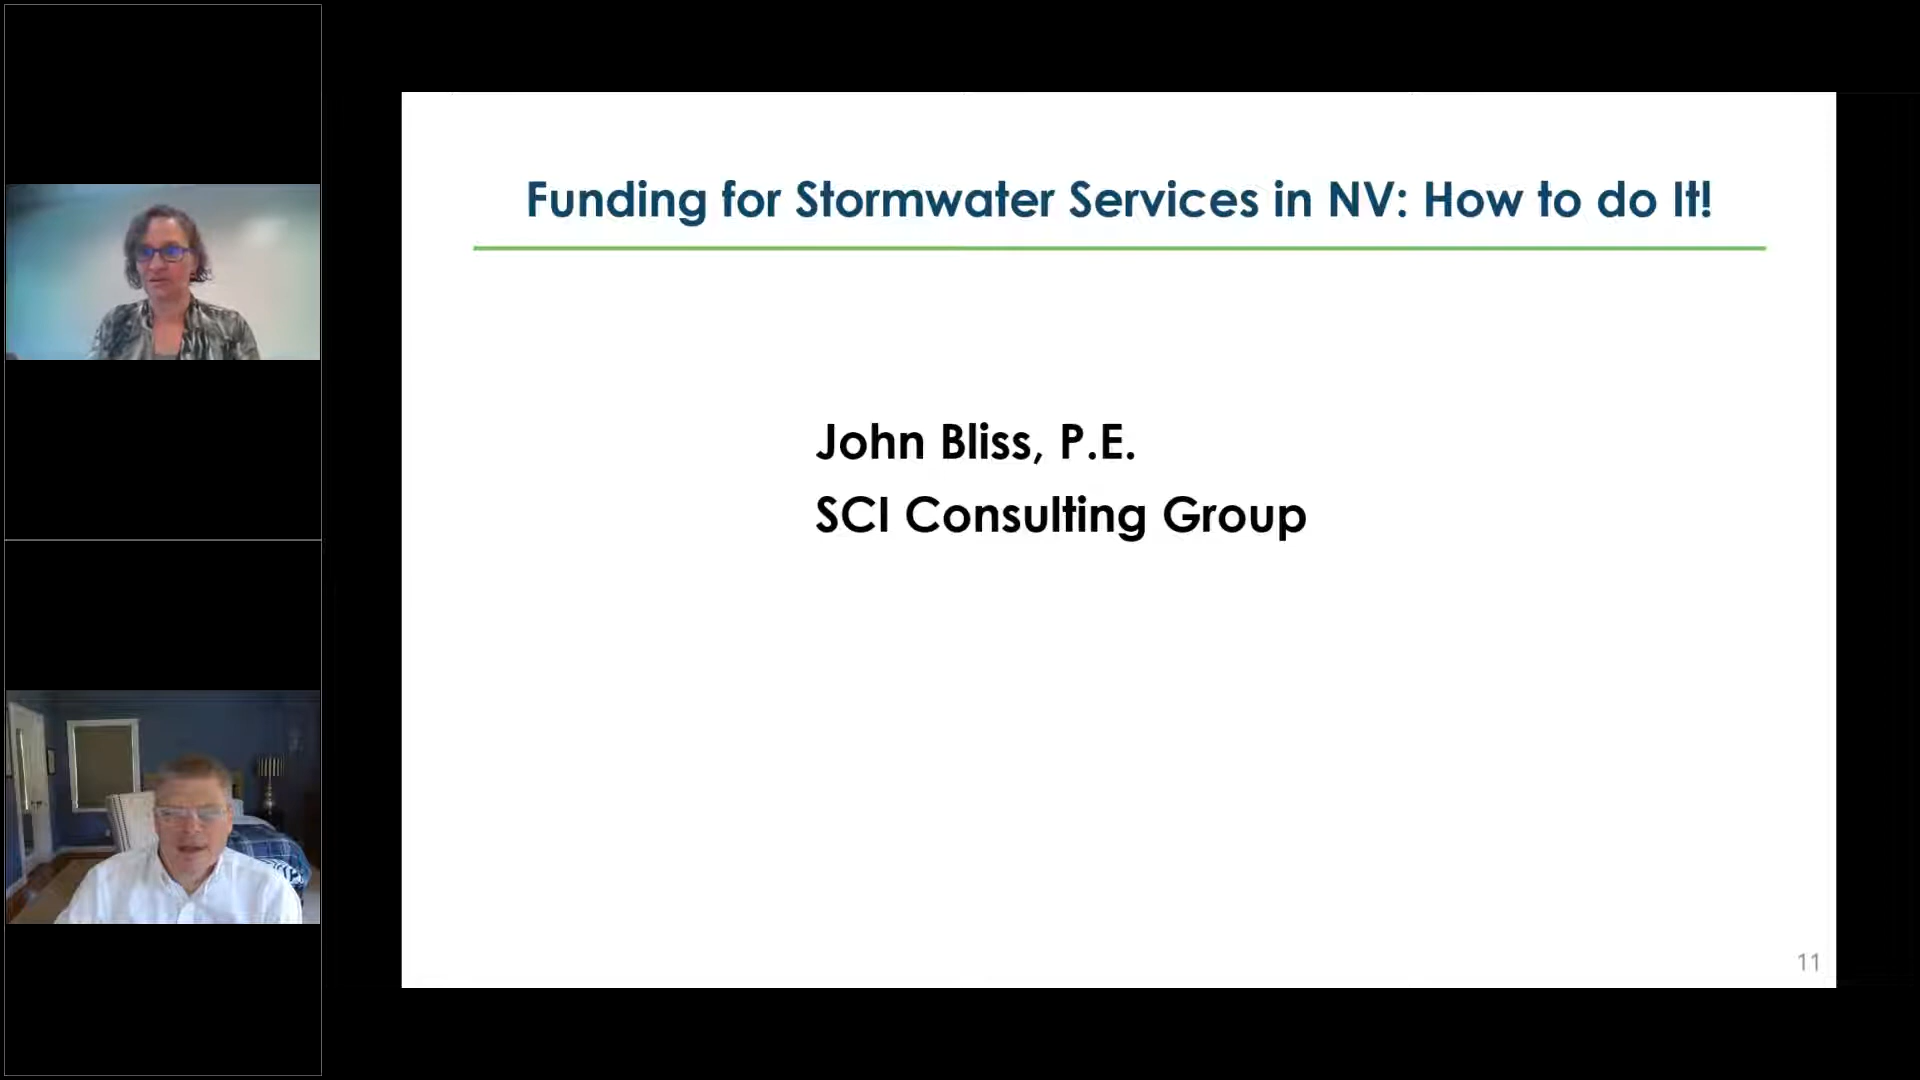 Funding for Stormwater Services in NV: How to do It!
John Bliss, P.E.
SCI Consulting Group
11